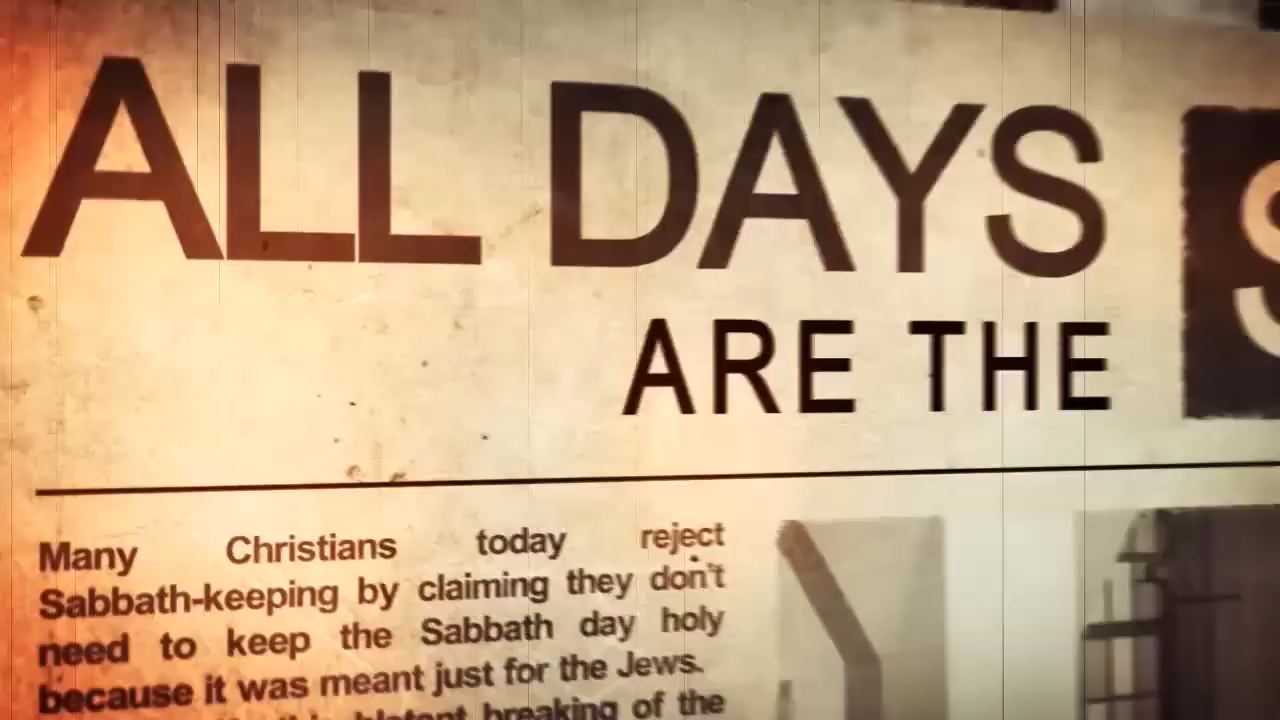 ALL DAYS
ARE THE
Many Christians today reject
Sabbath-keeping by claiming they don't
need to keep the Sabbath day holy
because it was meant just for the Jews.
blatant breaking of the